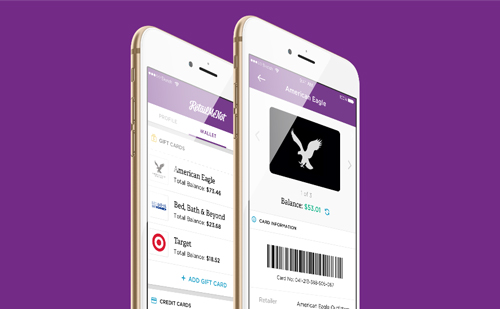 RetailMeNot
PROFILE
WALLET
GIFT CARDS
American Eagle
Total Balance: $73.46
Bed, Bath & Beyond
Total Balance: $23.68
Target
Total Balance: $18.52
+ ADD GIFT CARD
CREDIT CARDS
American Eagle
1 of 3
Balance: $53.01
CARD INFORMATION
Card No.
Retailer
American Eagle